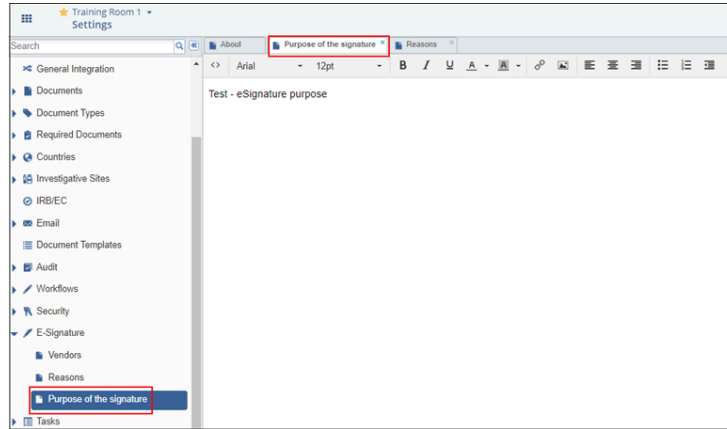 Training Room 1
Settings
Search
About
Purpose of the signature
Reasons
Arial
12pt
B I U A A
Test - eSignature purpose
General Integration
Documents
Document Types
Required Documents
Countries
Investigative Sites
IRB/EC
Email
Document Templates
Audit
Workflows
Security
E-Signature
Vendors
Reasons
Purpose of the signature
Tasks